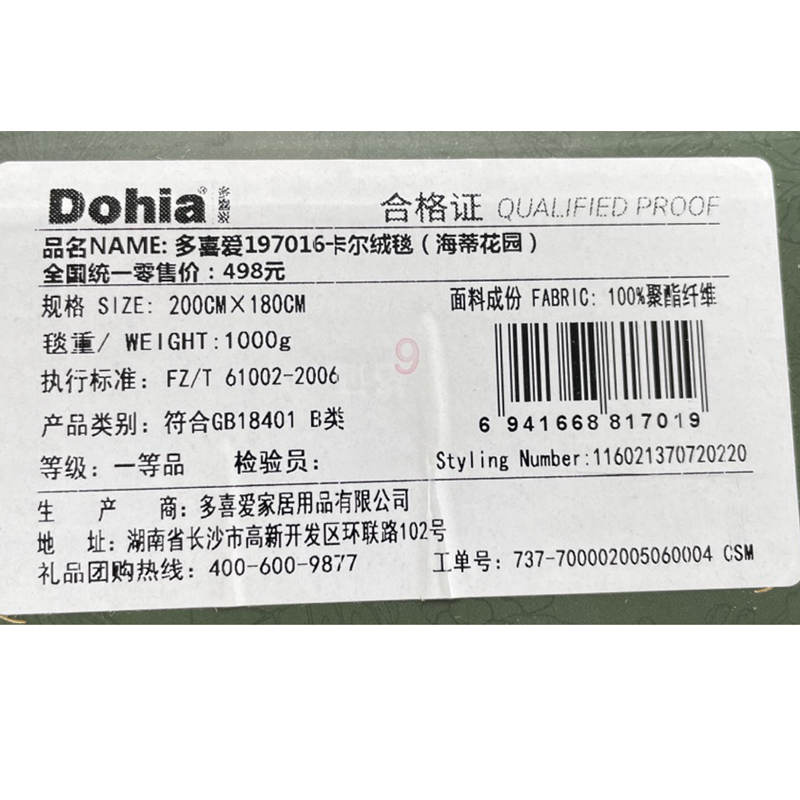 Dohia® 多喜爱
合格证 QUALIFIED PROOF
品名NAME: 多喜爱197016-卡尔绒毯（海蒂花园）
全国统一零售价：498元
规格 SIZE: 200CM×180CM
面料成份 FABRIC: 100%聚酯纤维
毯重/ WEIGHT:1000g
执行标准: FZ/T 61002-2006
9
产品类别: 符合GB18401 B类
6 941668 817019
等级: 一等品 检验员:
Styling Number:116021370720220
生产商:多喜爱家居用品有限公司
地址:湖南省长沙市高新开发区环联路102号
礼品团购热线: 400-600-9877
工单号: 737-700002005060004 CSM